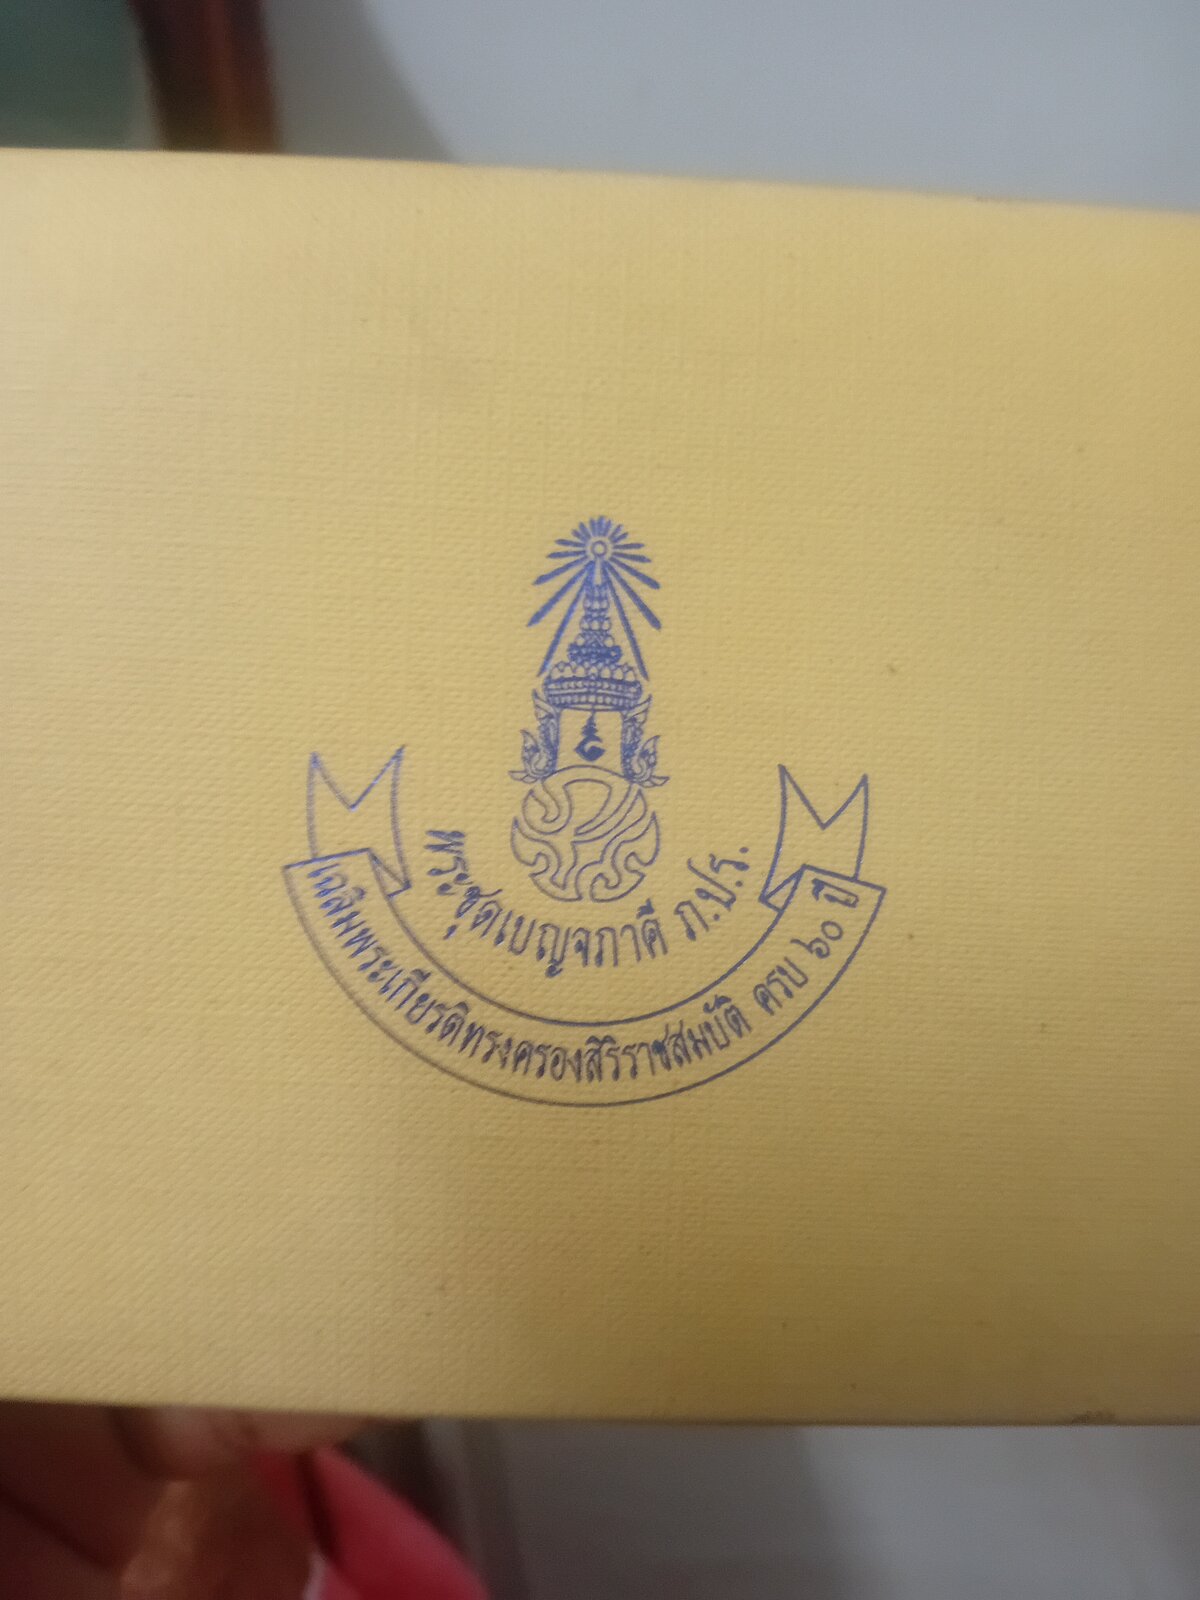 พระชุดเบญจภาคี ภ.ป.ร.
เฉลิมพระเกียรติทรงครองสิริราชสมบัติ ครบ ๖๐ ปี